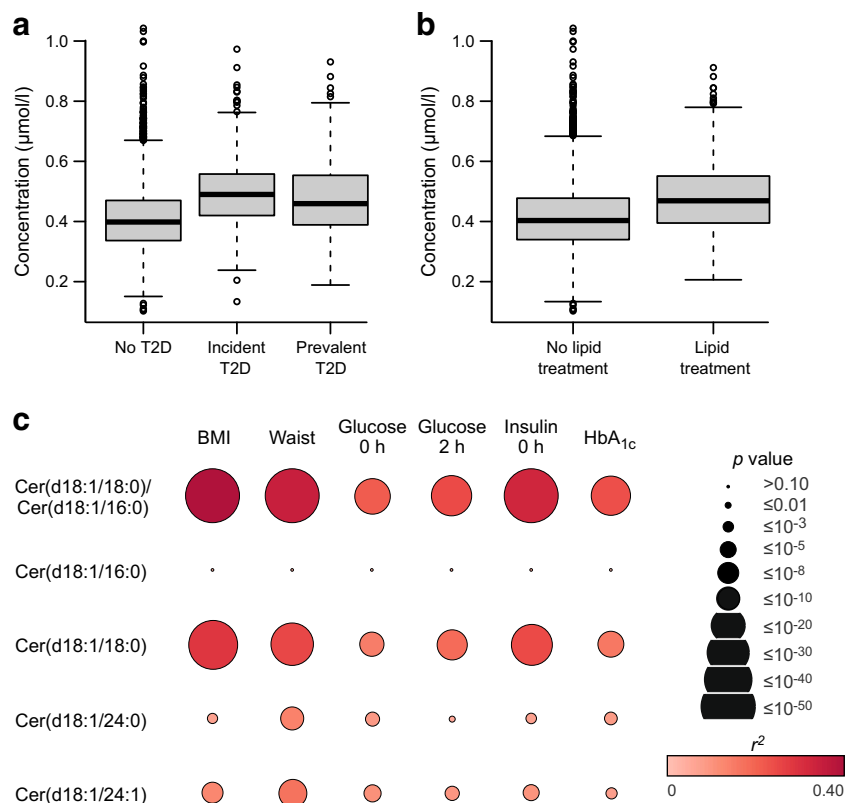 a
Concentration (µmol/l)
1.0
0.8
0.6
0.4
0.2
No T2D
Incident
T2D
Prevalent
T2D
b
Concentration (µmol/l)
1.0
0.8
0.6
0.4
0.2
No lipid
treatment
Lipid
treatment
c
BMI
Waist
Glucose
0 h
Glucose
2 h
Insulin
0 h
HbA1c
Cer(d18:1/18:0)/
Cer(d18:1/16:0)
Cer(d18:1/16:0)
Cer(d18:1/18:0)
Cer(d18:1/24:0)
Cer(d18:1/24:1)
p value
>0.10
≤0.01
≤10-3
≤10-5
≤10-8
≤10-10
≤10-20
≤10-30
≤10-40
≤10-50
r2
0 0.40